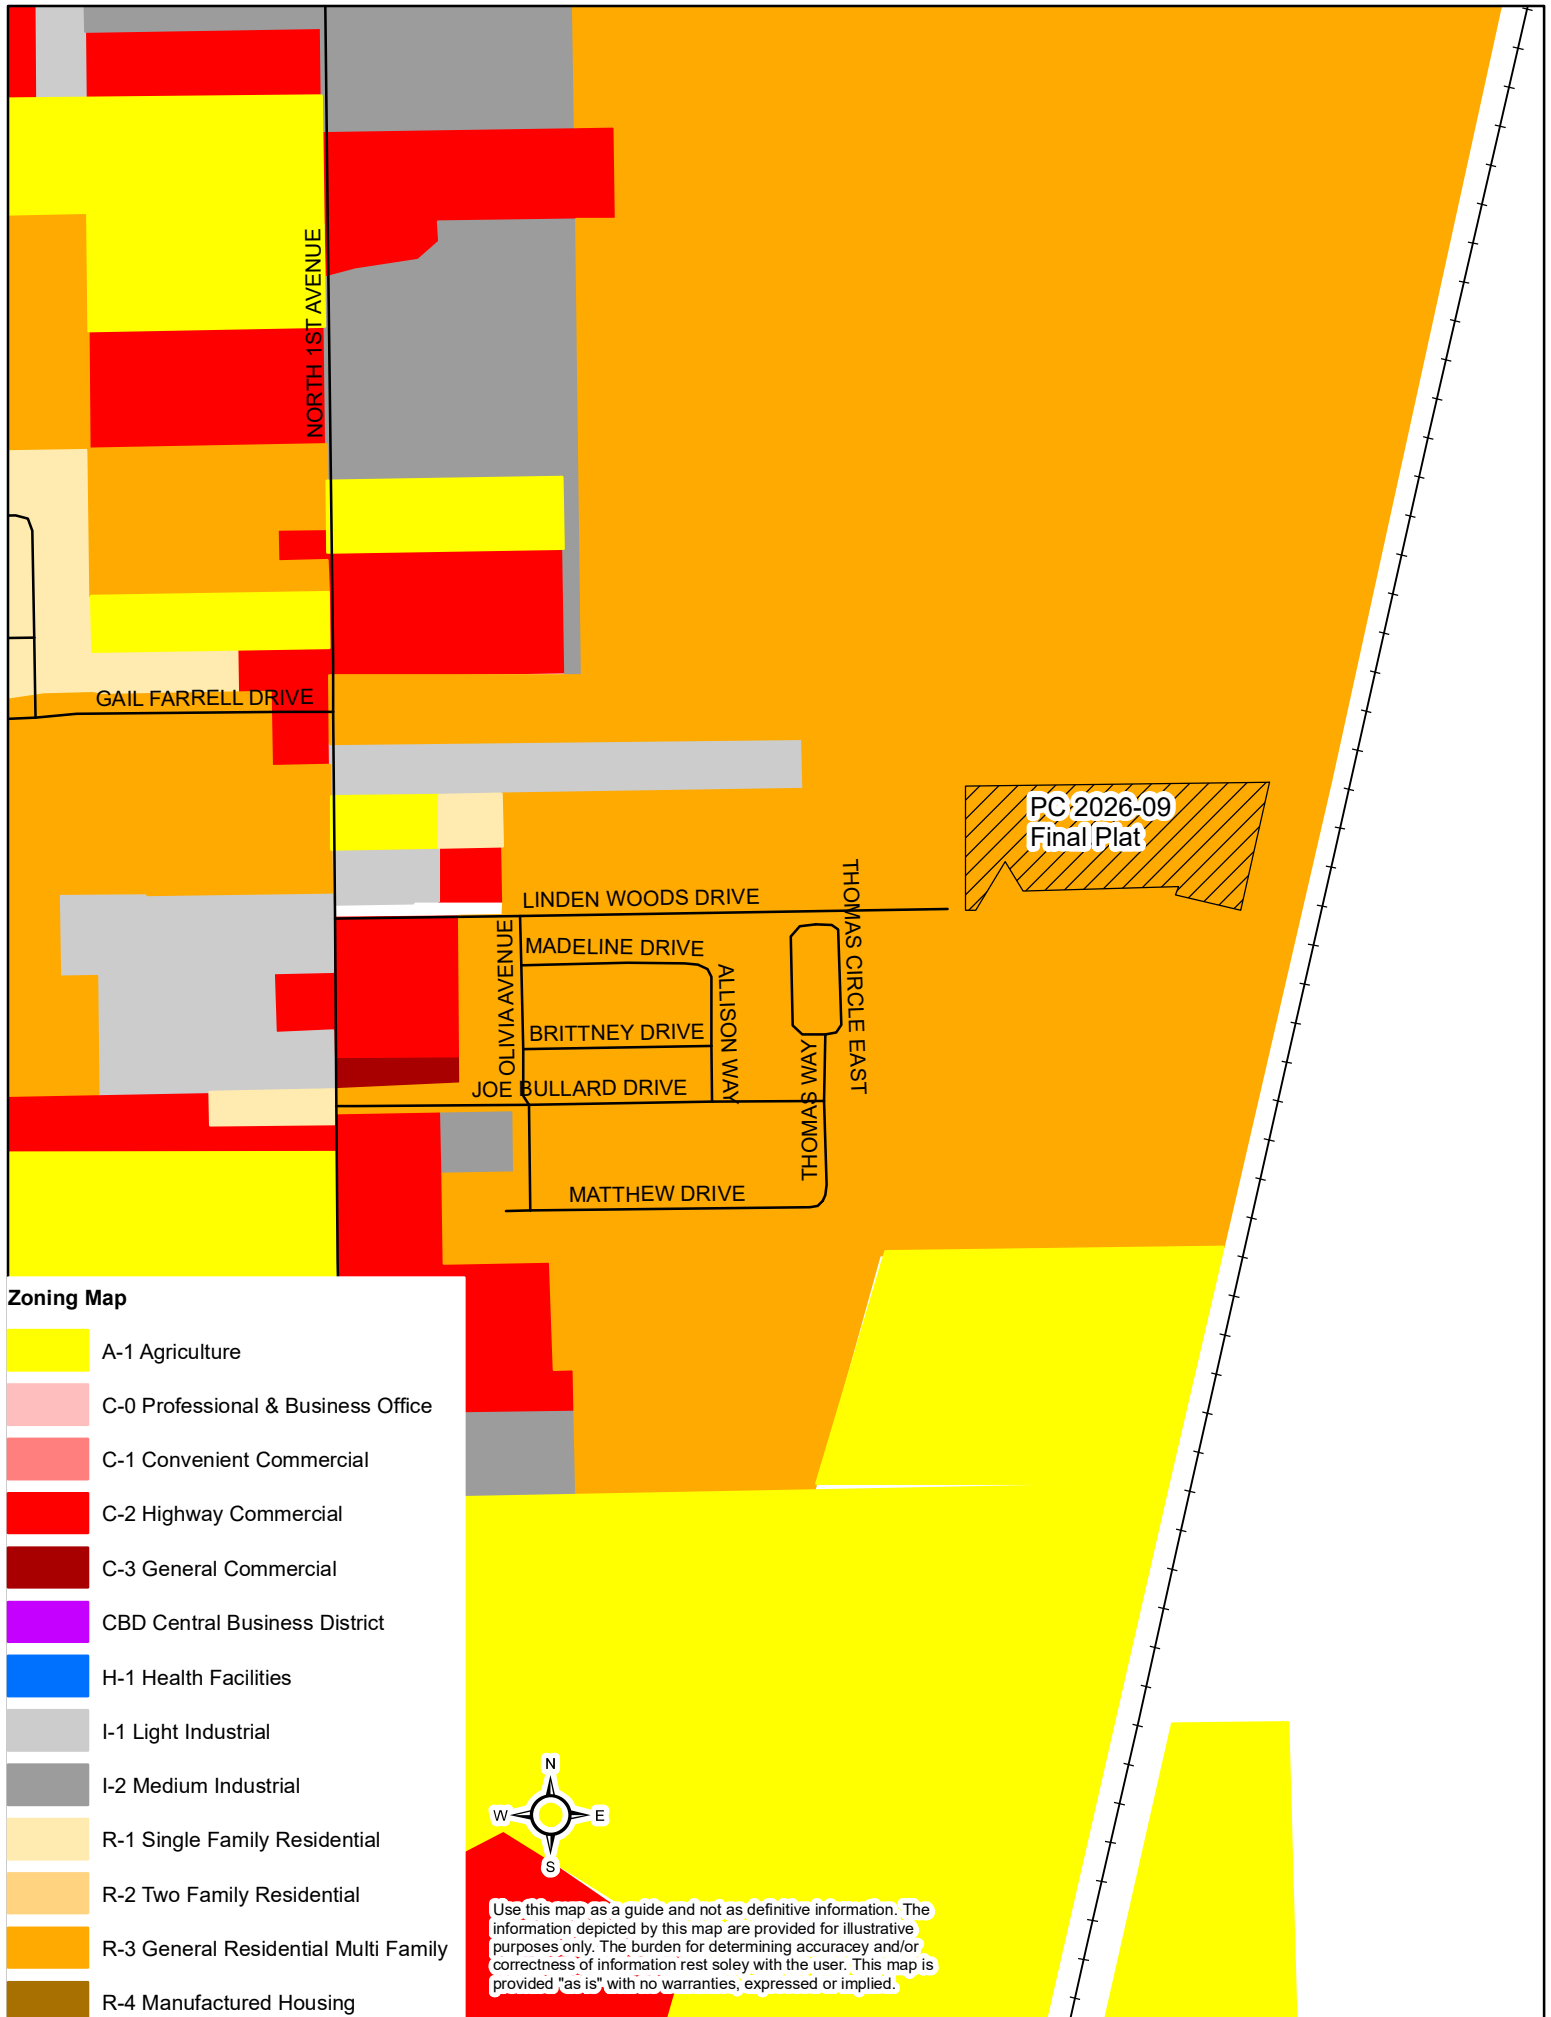 NORTH 1ST AVENUE
GAIL FARRELL DRIVE
PC 2026-09
Final Plat
LINDEN WOODS DRIVE
THOMAS CIRCLE EAST
OLIVIA AVENUE
MADELINE DRIVE
ALLISON WAY
BRITTNEY DRIVE
THOMAS WAY
JOE BULLARD DRIVE
MATTHEW DRIVE
Zoning Map
A-1 Agriculture
C-0 Professional & Business Office
C-1 Convenient Commercial
C-2 Highway Commercial
C-3 General Commercial
CBD Central Business District
H-1 Health Facilities
I-1 Light Industrial
I-2 Medium Industrial
R-1 Single Family Residential
R-2 Two Family Residential
R-3 General Residential Multi Family
R-4 Manufactured Housing
N
W
E
S
Use this map as a guide and not as definitive information. The
information depicted by this map are provided for illustrative
purposes only. The burden for determining accuracey and/or
correctness of information rest soley with the user. This map is
provided "as is" with no warranties, expressed or implied.